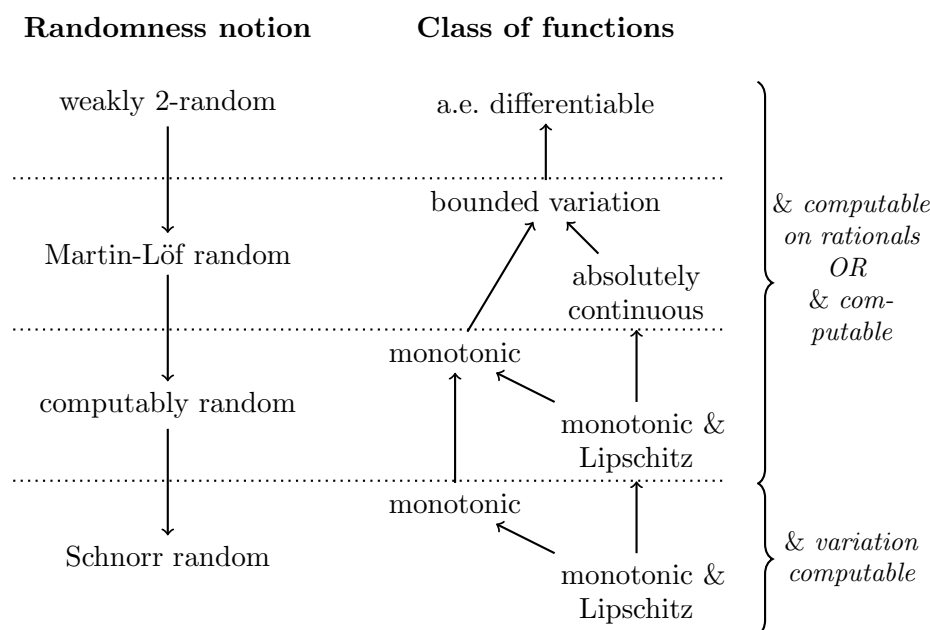 Randomness notion
Class of functions
weakly 2-random
a.e. differentiable
bounded variation
& computable
on rationals
OR
& com-
putable
Martin-Löf random
absolutely
continuous
monotonic
computably random
monotonic &
Lipschitz
monotonic
Schnorr random
monotonic &
Lipschitz
& variation
computable